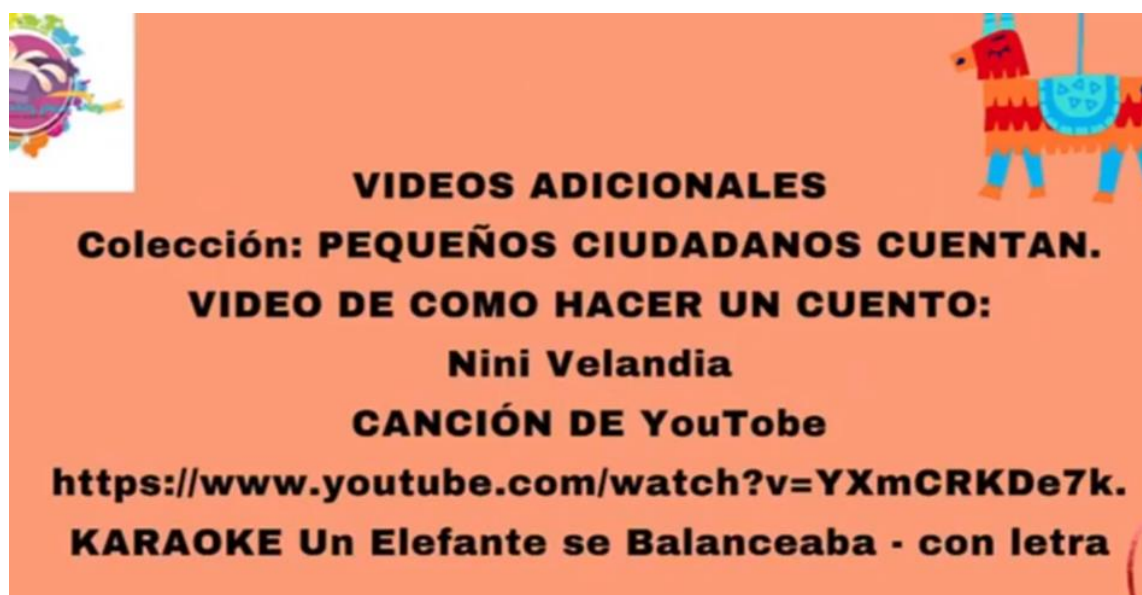 VIDEOS ADICIONALES
Colección: PEQUEÑOS CIUDADANOS CUENTAN.
VIDEO DE COMO HACER UN CUENTO:
Nini Velandia
CANCIÓN DE YouTobe
https://www.youtube.com/watch?v=YXmCRKDe7k.
KARAOKE Un Elefante se Balanceaba - con letra